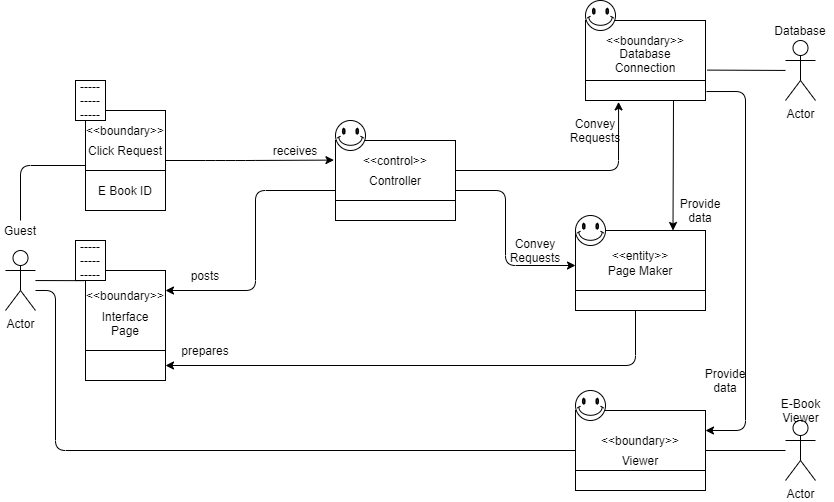 Database
<<boundary>>
Database
Connection
Actor
-----
-----
-----
<<boundary>>
Click Request
E Book ID
receives
<<control>>
Controller
Convey
Requests
Provide
data
Guest
Actor
-----
-----
-----
<<boundary>>
Interface
Page
posts
prepares
Convey
Requests
<<entity>>
Page Maker
Provide
data
<<boundary>>
Viewer
E-Book
Viewer
Actor